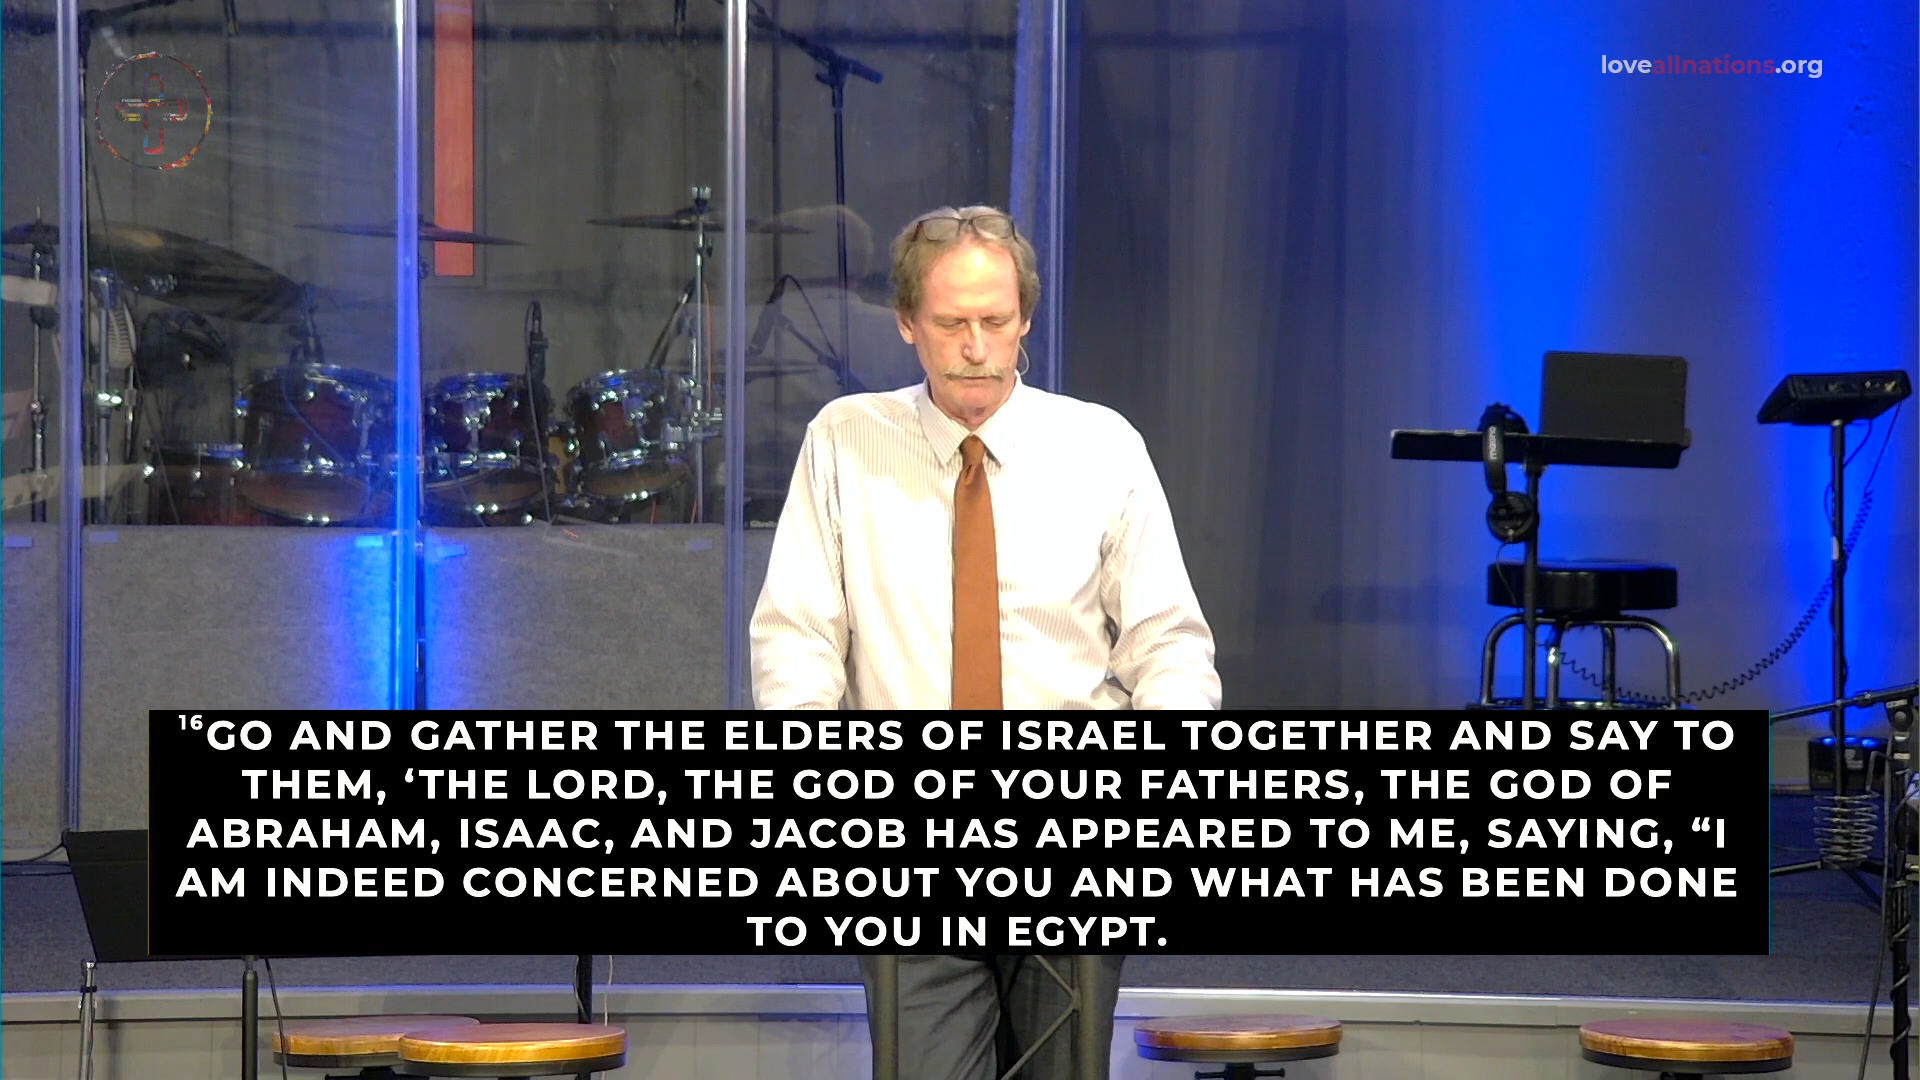 loveallnations.org
¹⁶GO AND GATHER THE ELDERS OF ISRAEL TOGETHER AND SAY TO
THEM, ‘THE LORD, THE GOD OF YOUR FATHERS, THE GOD OF
ABRAHAM, ISAAC, AND JACOB HAS APPEARED TO ME, SAYING, “I
AM INDEED CONCERNED ABOUT YOU AND WHAT HAS BEEN DONE
TO YOU IN EGYPT.